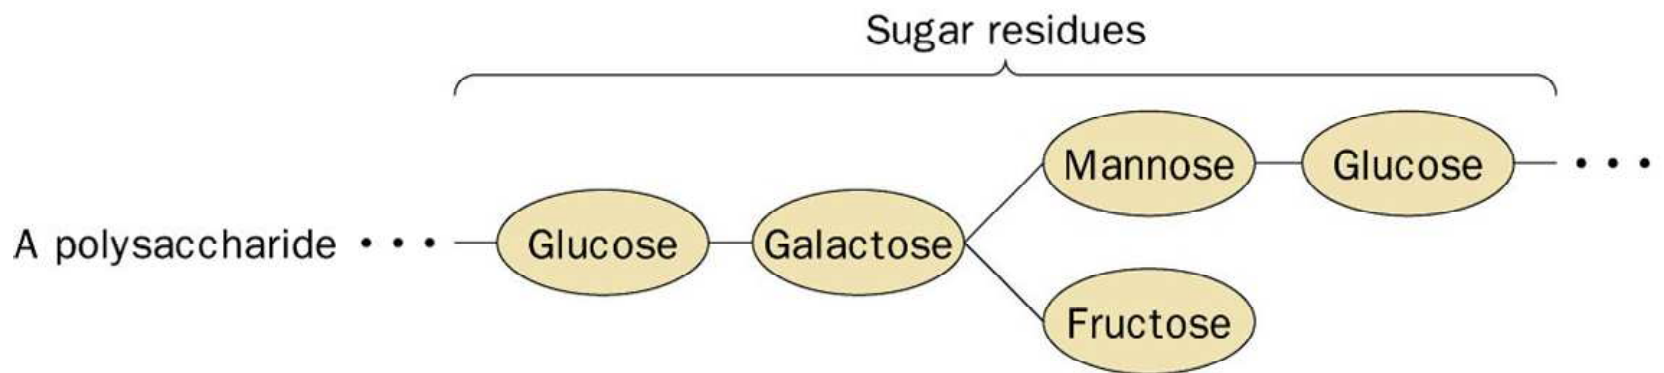 Sugar residues
Mannose
Glucose
A polysaccharide • • •
Glucose
Galactose
Fructose
• • •